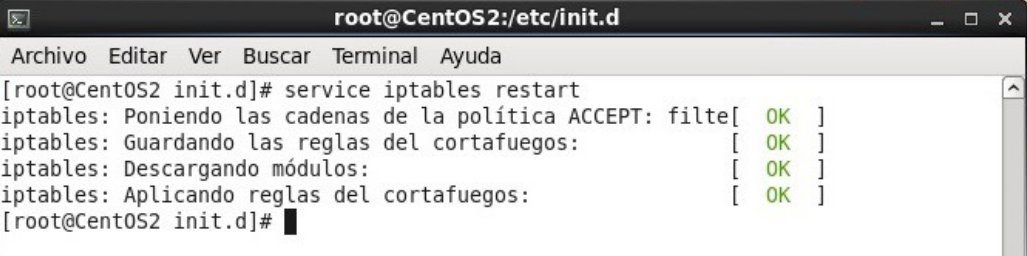 root@CentOS2:/etc/init.d
Archivo Editar Ver Buscar Terminal Ayuda
[root@CentOS2 init.d]# service iptables restart
iptables: Poniendo las cadenas de la política ACCEPT: filte[  OK  ]
iptables: Guardando las reglas del cortafuegos:            [  OK  ]
iptables: Descargando módulos:                             [  OK  ]
iptables: Aplicando reglas del cortafuegos:                [  OK  ]
[root@CentOS2 init.d]#